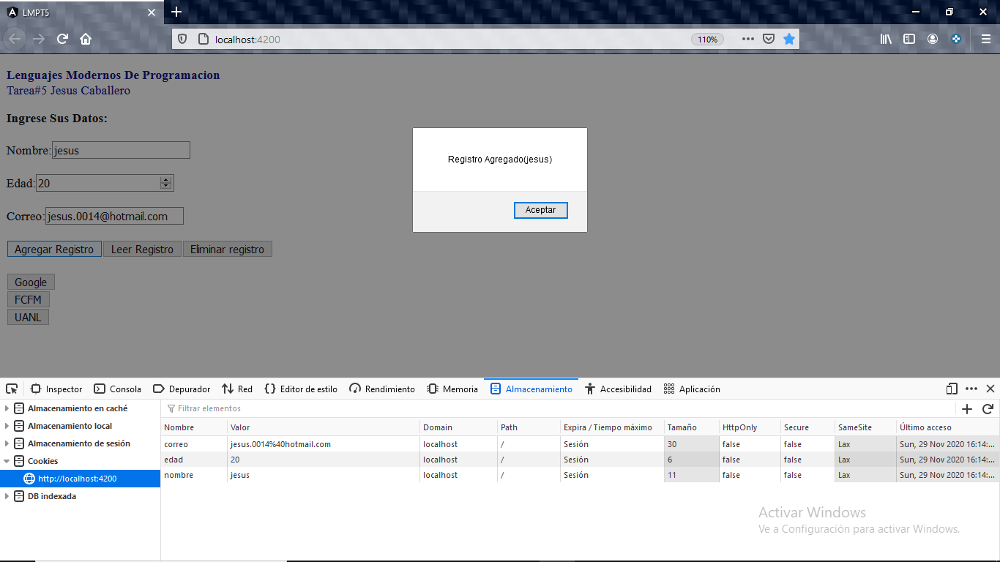 LMPT5
localhost:4200
110%
Lenguajes Modernos De Programacion
Tarea#5 Jesus Caballero
Ingrese Sus Datos:
Nombre:jesus
Edad:20
Correo:jesus.0014@hotmail.com
Agregar Registro Leer Registro Eliminar registro
Google
FCFM
UANL
Registro Agregado(jesus)
Aceptar
Inspector Consola Depurador Red Editor de estilo Rendimiento Memoria Almacenamiento Accesibilidad Aplicación
Almacenamiento en caché
Almacenamiento local
Almacenamiento de sesión
Cookies
http://localhost:4200
DB indexada
Filtrar elementos
Nombre Valor Domain Path Expira / Tiempo máximo Tamaño HttpOnly Secure SameSite Último acceso
correo jesus.0014%40hotmail.com localhost / Sesión 30 false false Lax Sun, 29 Nov 2020 16:14:...
edad 20 localhost / Sesión 6 false false Lax Sun, 29 Nov 2020 16:14:...
nombre jesus localhost / Sesión 11 false false Lax Sun, 29 Nov 2020 16:14:...
Activar Windows
Ve a Configuración para activar Windows.